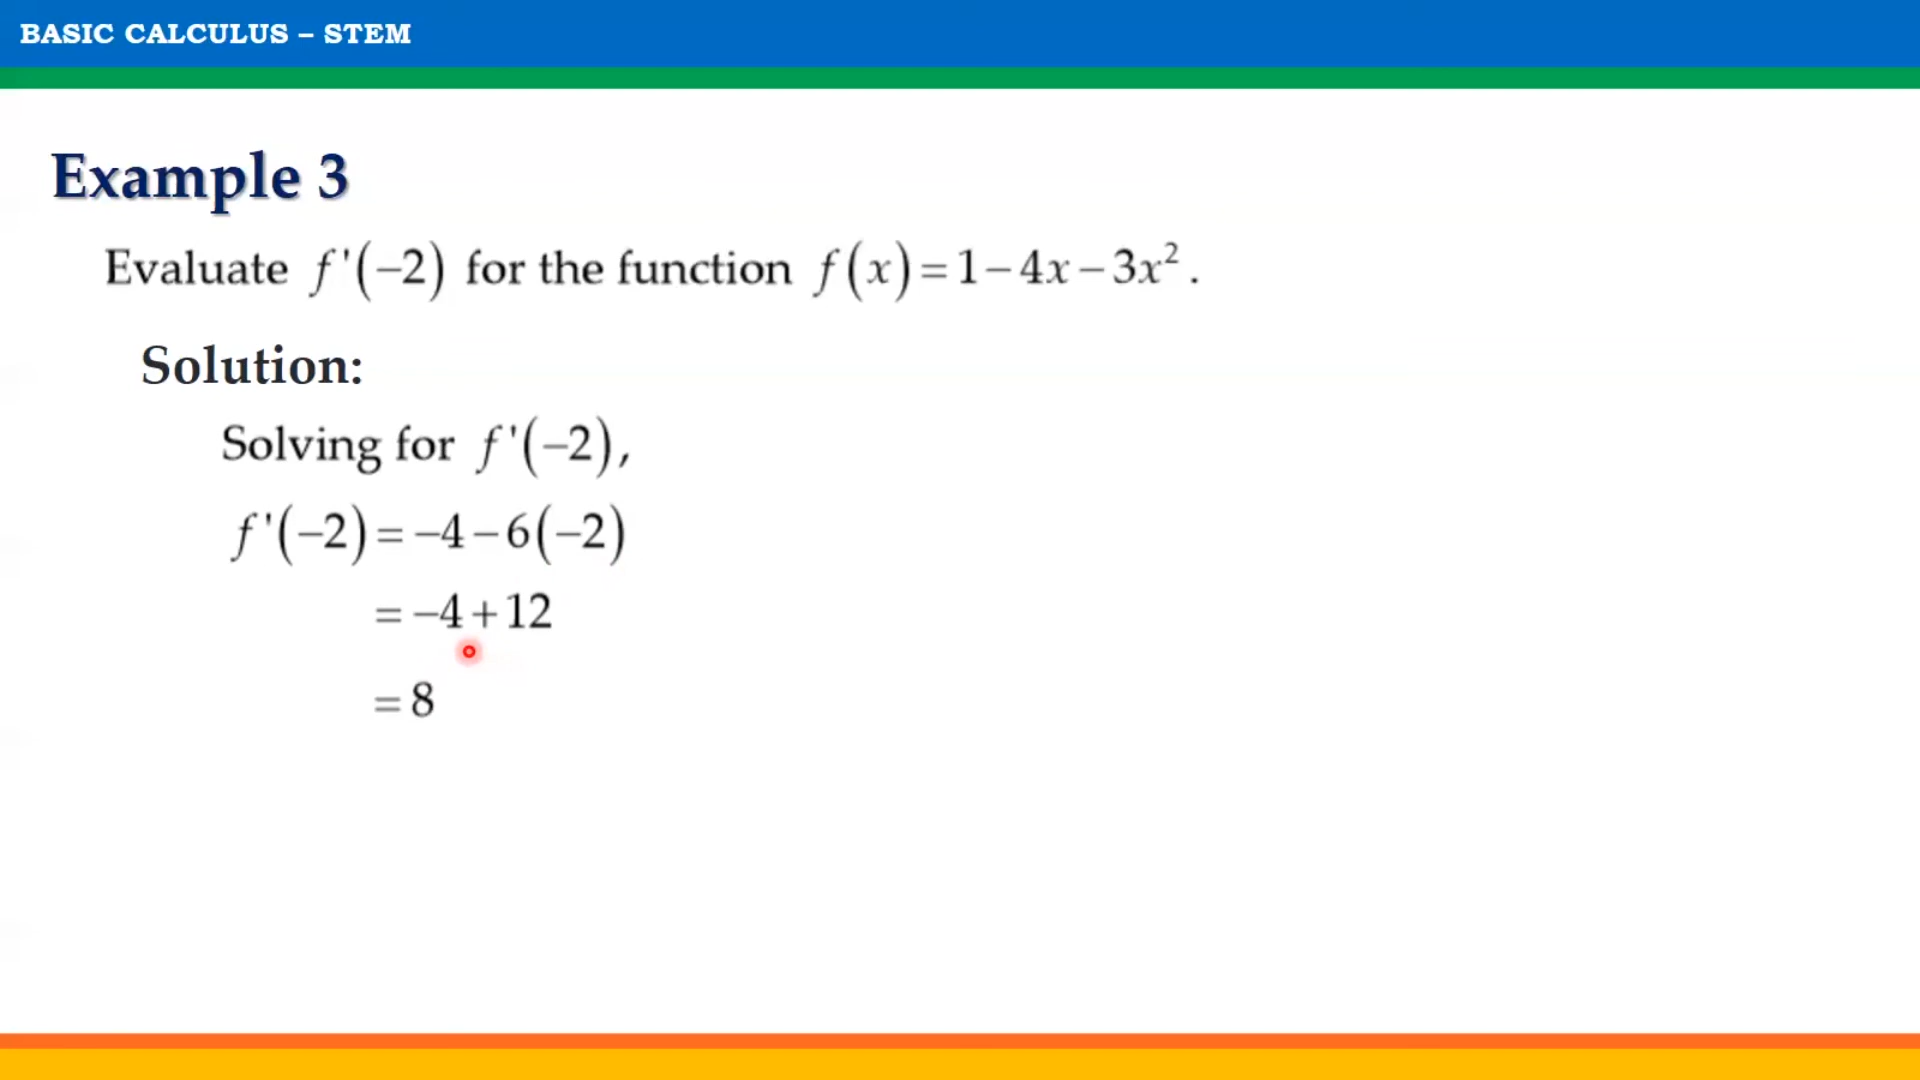 BASIC CALCULUS – STEM
Example 3
Evaluate f'(−2) for the function f(x)=1−4x−3x².
Solution:
Solving for f'(−2),
f'(−2)=−4−6(−2)
=−4+12
=8